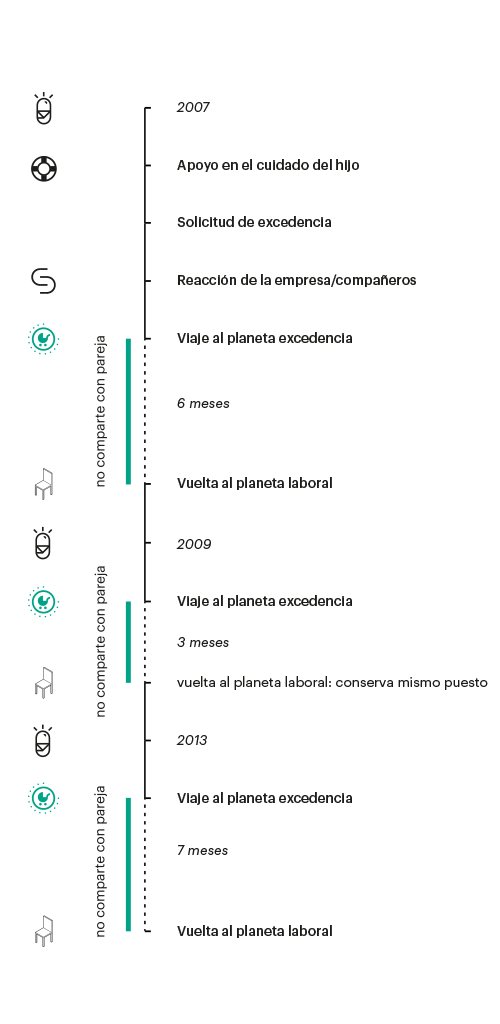 2007
Apoyo en el cuidado del hijo
Solicitud de excedencia
Reacción de la empresa/compañeros
Viaje al planeta excedencia
no comparte con pareja
6 meses
Vuelta al planeta laboral
2009
Viaje al planeta excedencia
no comparte con pareja
3 meses
vuelta al planeta laboral: conserva mismo puesto
2013
Viaje al planeta excedencia
no comparte con pareja
7 meses
Vuelta al planeta laboral